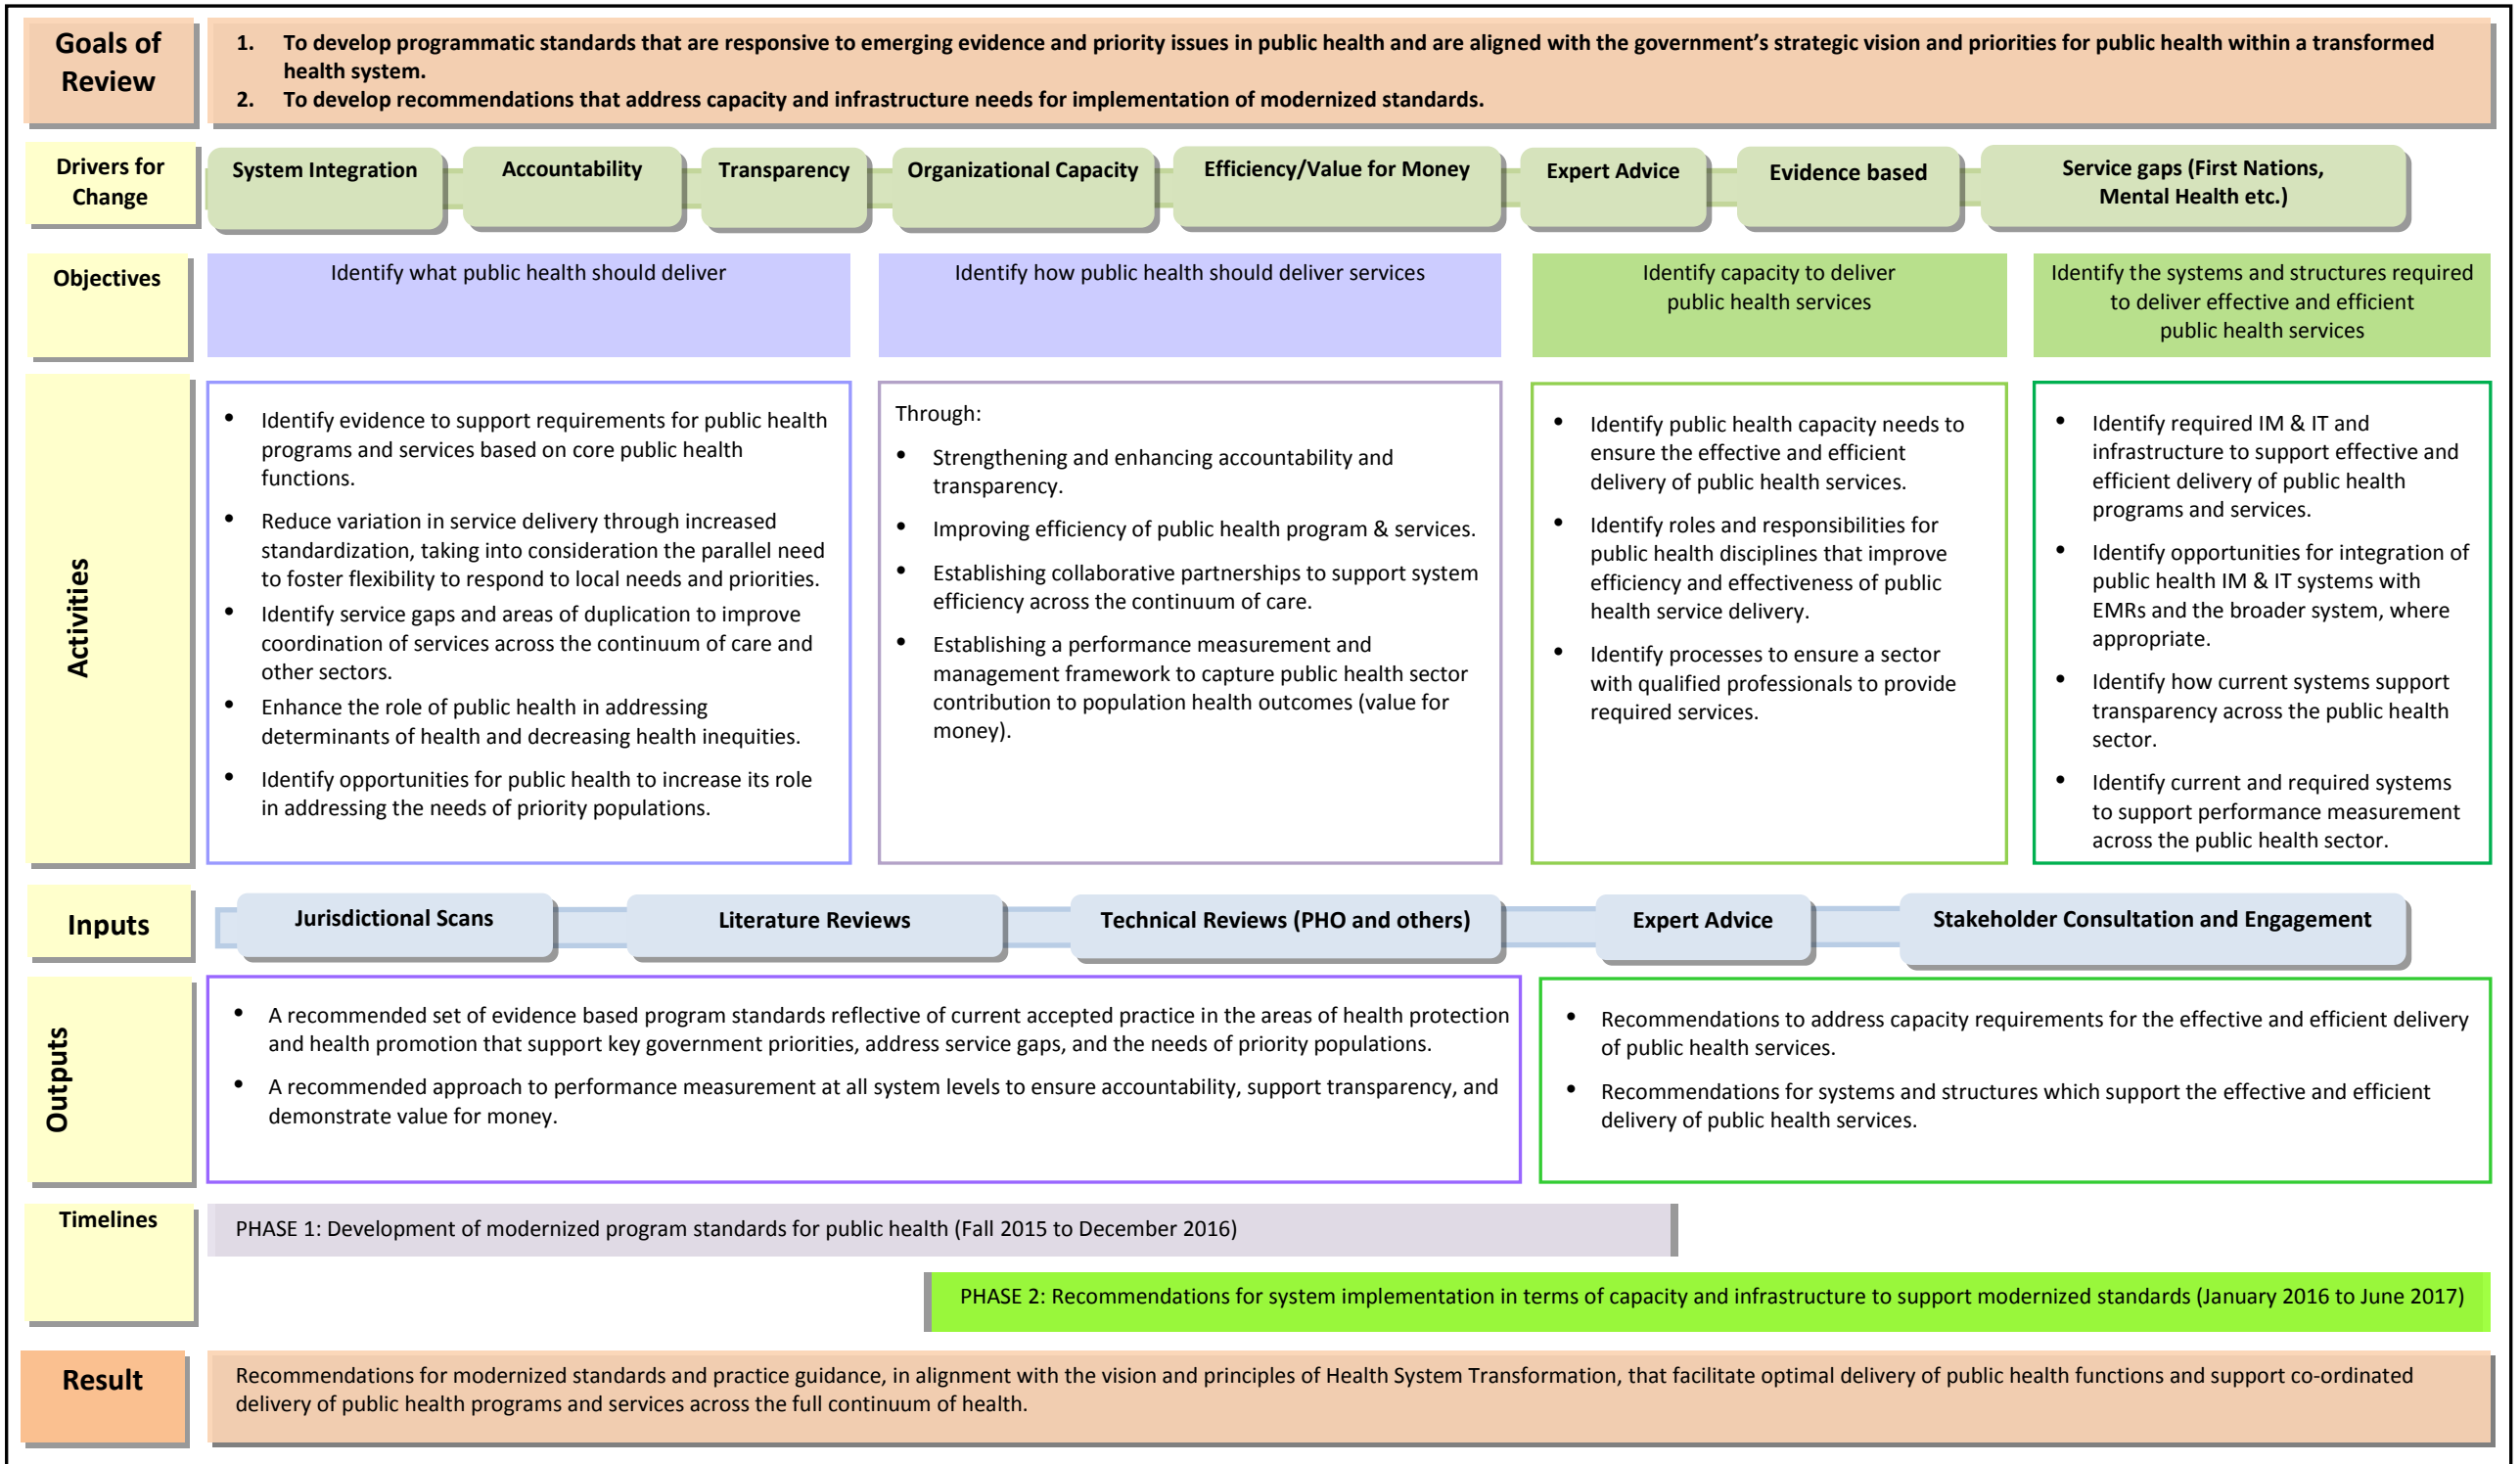 Goals of
Review
1. To develop programmatic standards that are responsive to emerging evidence and priority issues in public health and are aligned with the government's strategic vision and priorities for public health within a transformed
health system.
2. To develop recommendations that address capacity and infrastructure needs for implementation of modernized standards.
Drivers for
Change
System Integration
Accountability
Transparency
Organizational Capacity
Efficiency/Value for Money
Expert Advice
Evidence based
Service gaps (First Nations,
Mental Health etc.)
Objectives
Identify what public health should deliver
Identify how public health should deliver services
Identify capacity to deliver
public health services
Identify the systems and structures required
to deliver effective and efficient
public health services
Activities
• Identify evidence to support requirements for public health
programs and services based on core public health
functions.
• Reduce variation in service delivery through increased
standardization, taking into consideration the parallel need
to foster flexibility to respond to local needs and priorities.
• Identify service gaps and areas of duplication to improve
coordination of services across the continuum of care and
other sectors.
• Enhance the role of public health in addressing
determinants of health and decreasing health inequities.
• Identify opportunities for public health to increase its role
in addressing the needs of priority populations.
Through:
• Strengthening and enhancing accountability and
transparency.
• Improving efficiency of public health program & services.
• Establishing collaborative partnerships to support system
efficiency across the continuum of care.
• Establishing a performance measurement and
management framework to capture public health sector
contribution to population health outcomes (value for
money).
• Identify public health capacity needs to
ensure the effective and efficient
delivery of public health services.
• Identify roles and responsibilities for
public health disciplines that improve
efficiency and effectiveness of public
health service delivery.
• Identify processes to ensure a sector
with qualified professionals to provide
required services.
• Identify required IM & IT and
infrastructure to support effective and
efficient delivery of public health
programs and services.
• Identify opportunities for integration of
public health IM & IT systems with
EMRs and the broader system, where
appropriate.
• Identify how current systems support
transparency across the public health
sector.
• Identify current and required systems
to support performance measurement
across the public health sector.
Inputs
Jurisdictional Scans
Literature Reviews
Technical Reviews (PHO and others)
Expert Advice
Stakeholder Consultation and Engagement
Outputs
• A recommended set of evidence based program standards reflective of current accepted practice in the areas of health protection
and health promotion that support key government priorities, address service gaps, and the needs of priority populations.
• A recommended approach to performance measurement at all system levels to ensure accountability, support transparency, and
demonstrate value for money.
• Recommendations to address capacity requirements for the effective and efficient delivery
of public health services.
• Recommendations for systems and structures which support the effective and efficient
delivery of public health services.
Timelines
PHASE 1: Development of modernized program standards for public health (Fall 2015 to December 2016)
PHASE 2: Recommendations for system implementation in terms of capacity and infrastructure to support modernized standards (January 2016 to June 2017)
Result
Recommendations for modernized standards and practice guidance, in alignment with the vision and principles of Health System Transformation, that facilitate optimal delivery of public health functions and support co-ordinated
delivery of public health programs and services across the full continuum of health.